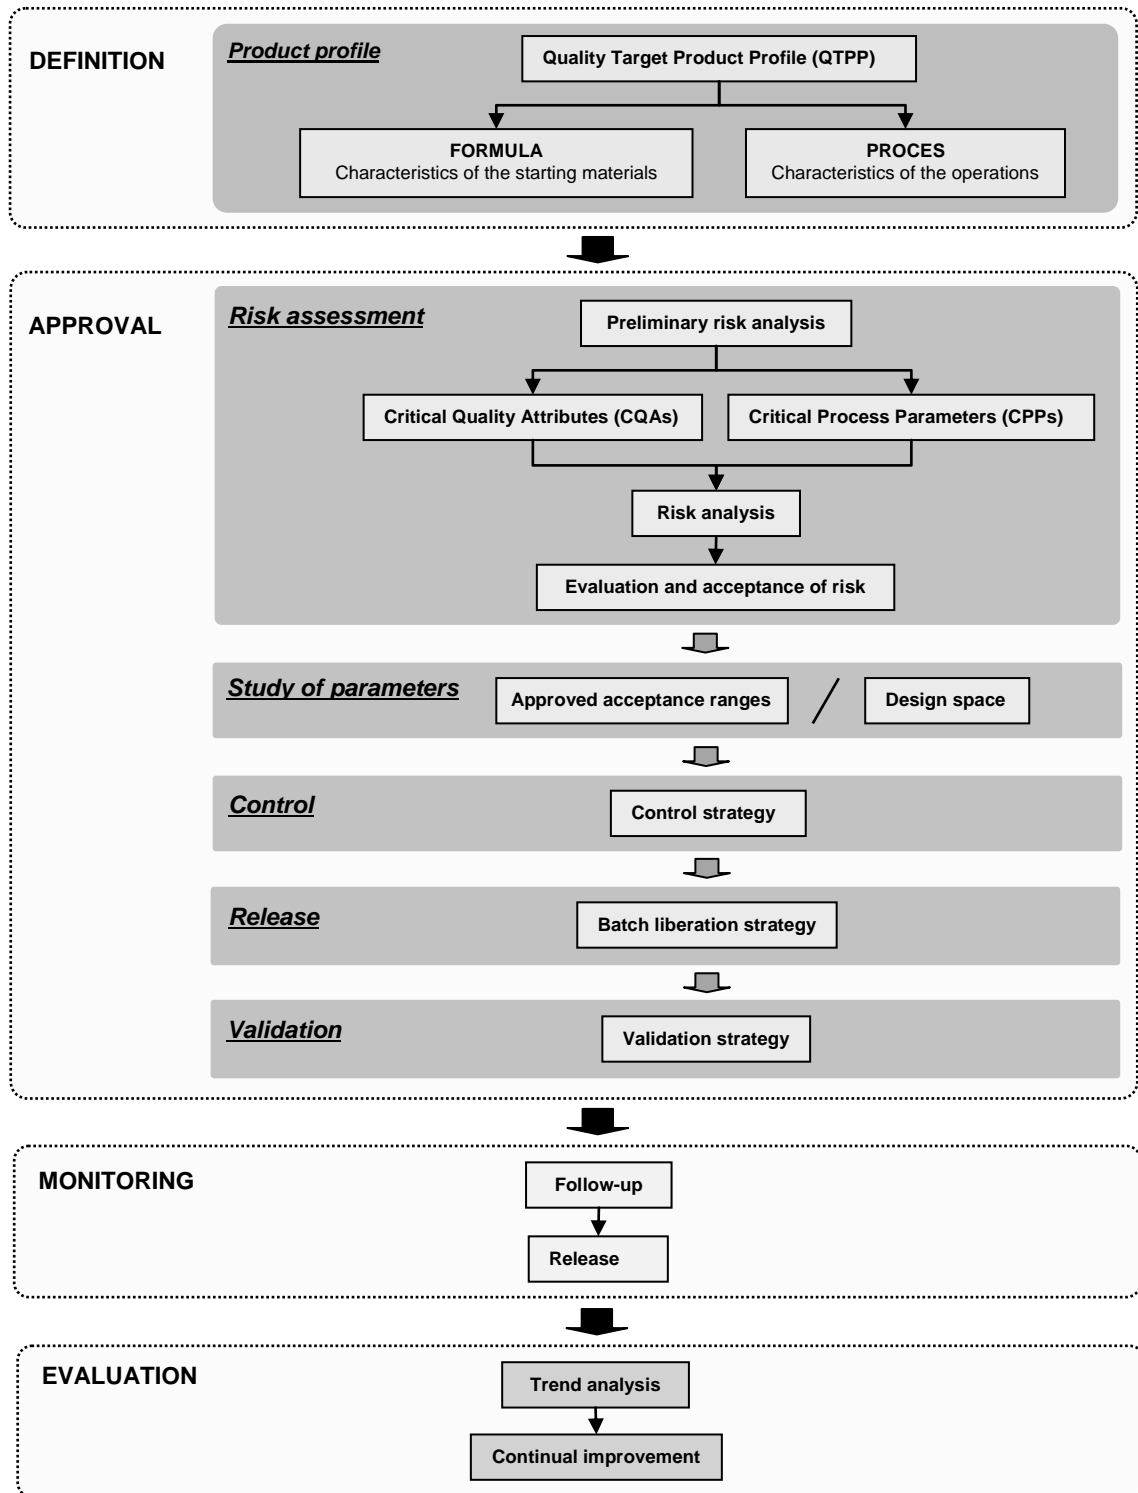 DEFINITION
Product profile
Quality Target Product Profile (QTPP)
FORMULA
Characteristics of the starting materials
PROCES
Characteristics of the operations
APPROVAL
Risk assessment
Preliminary risk analysis
Critical Quality Attributes (CQAs)
Critical Process Parameters (CPPs)
Risk analysis
Evaluation and acceptance of risk
Study of parameters
Approved acceptance ranges
/
Design space
Control
Control strategy
Release
Batch liberation strategy
Validation
Validation strategy
MONITORING
Follow-up
Release
EVALUATION
Trend analysis
Continual improvement